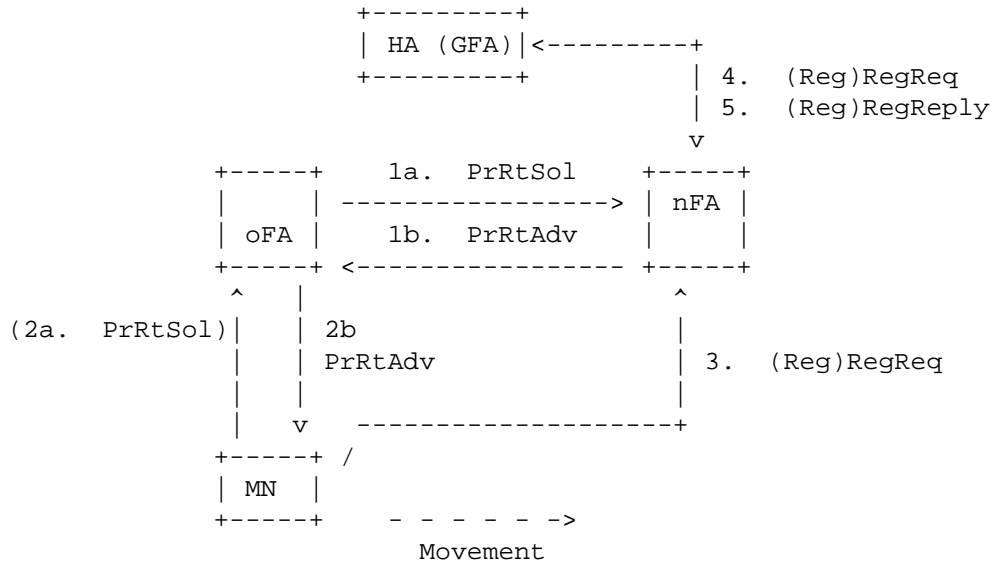 HA (GFA)
4. (Reg)RegReq
5. (Reg)RegReply
1a. PrRtSol
nFA
oFA
1b. PrRtAdv
(2a. PrRtSol)
2b
PrRtAdv
3. (Reg)RegReq
MN
Movement